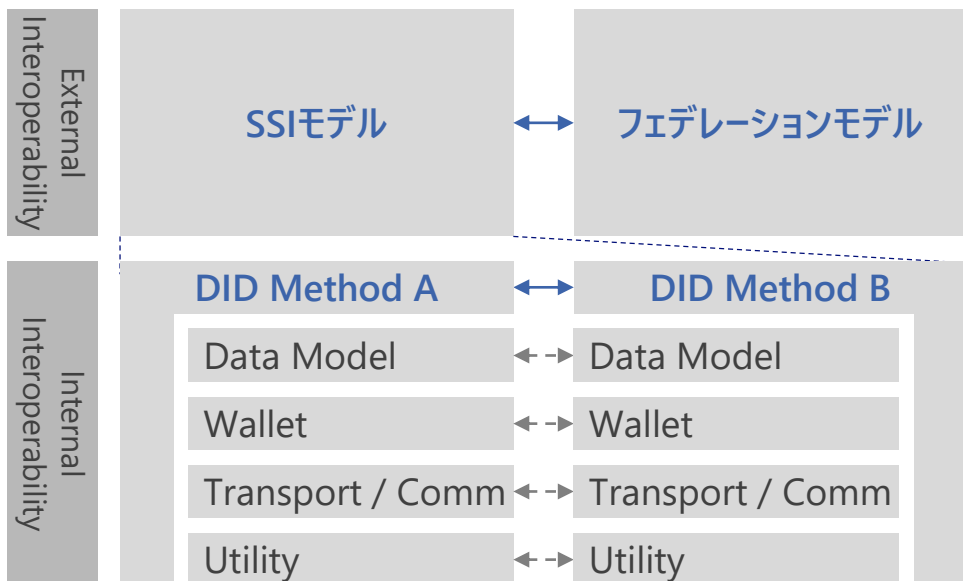 External
Interoperability
SSIモデル
フェデレーションモデル
Internal
Interoperability
DID Method A
DID Method B
Data Model
Data Model
Wallet
Wallet
Transport / Comm
Transport / Comm
Utility
Utility